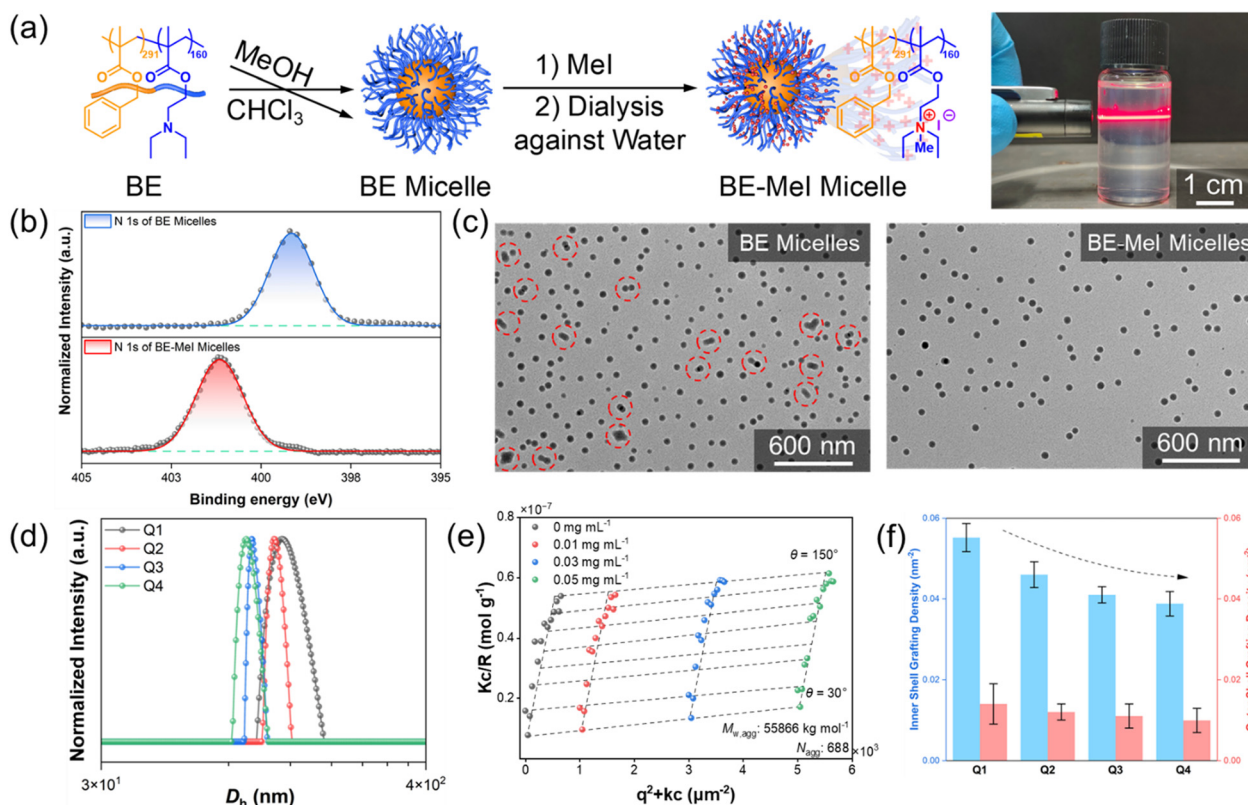 (a)
291
160
O
O
O
O
N
BE
MeOH
CHCl3
BE Micelle
1) MeI
2) Dialysis
against Water
BE-MeI Micelle
291
160
O
O
O
O
N
+
I
−
Me
1 cm
(b)
N 1s of BE Micelles
N 1s of BE-MeI Micelles
Normalized Intensity (a.u.)
405 403 400 398 395
Binding energy (eV)
(c)
BE Micelles
600 nm
BE-MeI Micelles
600 nm
(d)
Q1
Q2
Q3
Q4
Normalized Intensity (a.u.)
3×10¹ 4×10²
Dh (nm)
(e)
×10⁻⁷
0.8
0.6
0.4
0.2
Kc/R (mol g⁻¹)
0 mg mL⁻¹
0.01 mg mL⁻¹
0.03 mg mL⁻¹
0.05 mg mL⁻¹
θ = 150°
θ = 30°
Mw,agg: 55866 kg mol⁻¹
Nagg: 688
×10³
0 1 2 3 4 5 6
q²+kc (μm⁻²)
(f)
Inner Shell Grafting Density (nm⁻²)
0.06
0.04
0.02
0.00
0.06
0.04
0.02
0.00
Q1 Q2 Q3 Q4